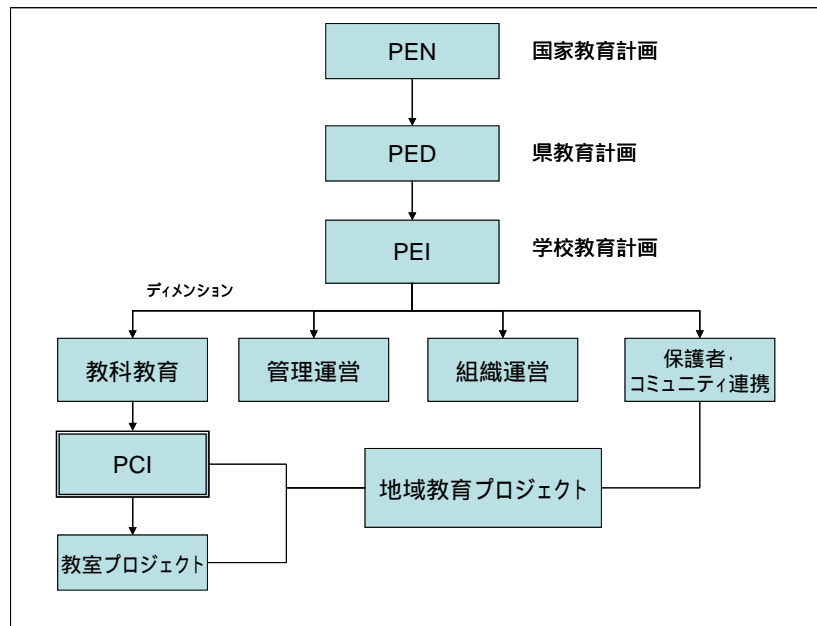 PEN
国家教育計画
PED
県教育計画
PEI
学校教育計画
ディメンション
教科教育
管理運営
組織運営
保護者・
コミュニティ連携
PCI
地域教育プロジェクト
教室プロジェクト